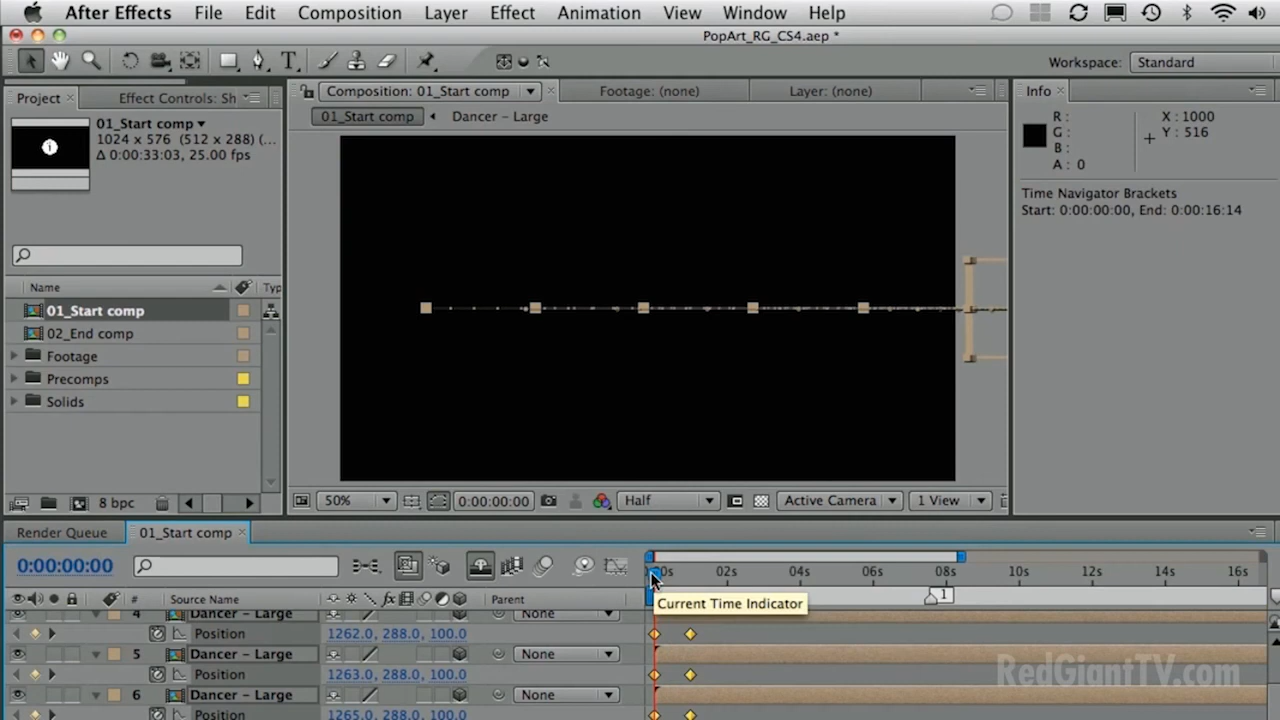 After Effects File Edit Composition Layer Effect Animation View Window Help
PopArt_RG_CS4.aep *
T Workspace: Standard
Project × Effect Controls: Sh
01_Start comp
1024 x 576 (512 x 288) (...
Δ 0:00:33:03, 25.00 fps
Name Typ
01_Start comp
02_End comp
Footage
Precomps
Solids
8 bpc
Composition: 01_Start comp × Footage: (none) Layer: (none)
01_Start comp Dancer – Large
50% 0:00:00:00 Half Active Camera 1 View
Info ×
R : X : 1000
G : Y : 516
B :
A : 0
Time Navigator Brackets
Start: 0:00:00:00, End: 0:00:16:14
Render Queue 01_Start comp ×
0:00:00:00
00s 02s 04s 06s 08s 10s 12s 14s 16s
# Source Name fx Parent 1
Current Time Indicator
4 Dancer – Large None
Position 1262.0, 288.0, 100.0
5 Dancer – Large None
Position 1263.0, 288.0, 100.0
6 Dancer – Large None
Position 1265.0, 288.0, 100.0
RedGiantTV.com